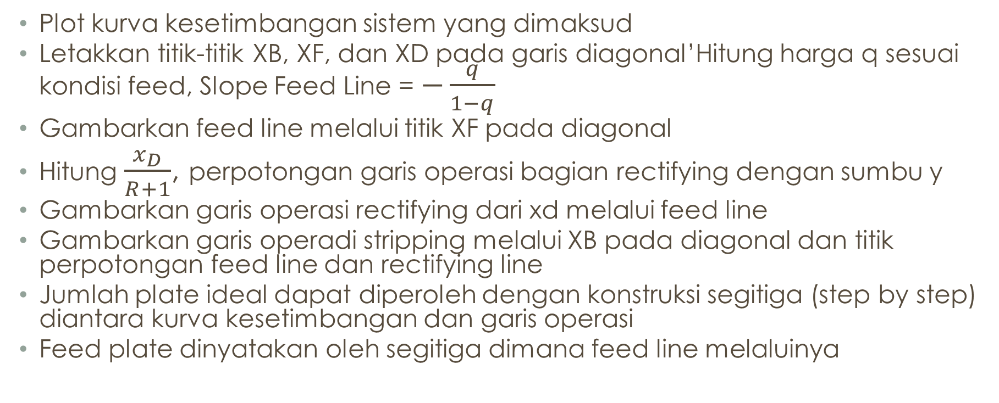 • Plot kurva kesetimbangan sistem yang dimaksud
• Letakkan titik-titik XB, XF, dan XD pada garis diagonal’Hitung harga q sesuai
kondisi feed, Slope Feed Line = − q/(1−q)
• Gambarkan feed line melalui titik XF pada diagonal
• Hitung x_D/(R+1), perpotongan garis operasi bagian rectifying dengan sumbu y
• Gambarkan garis operasi rectifying dari xd melalui feed line
• Gambarkan garis operadi stripping melalui XB pada diagonal dan titik
perpotongan feed line dan rectifying line
• Jumlah plate ideal dapat diperoleh dengan konstruksi segitiga (step by step)
diantara kurva kesetimbangan dan garis operasi
• Feed plate dinyatakan oleh segitiga dimana feed line melaluinya